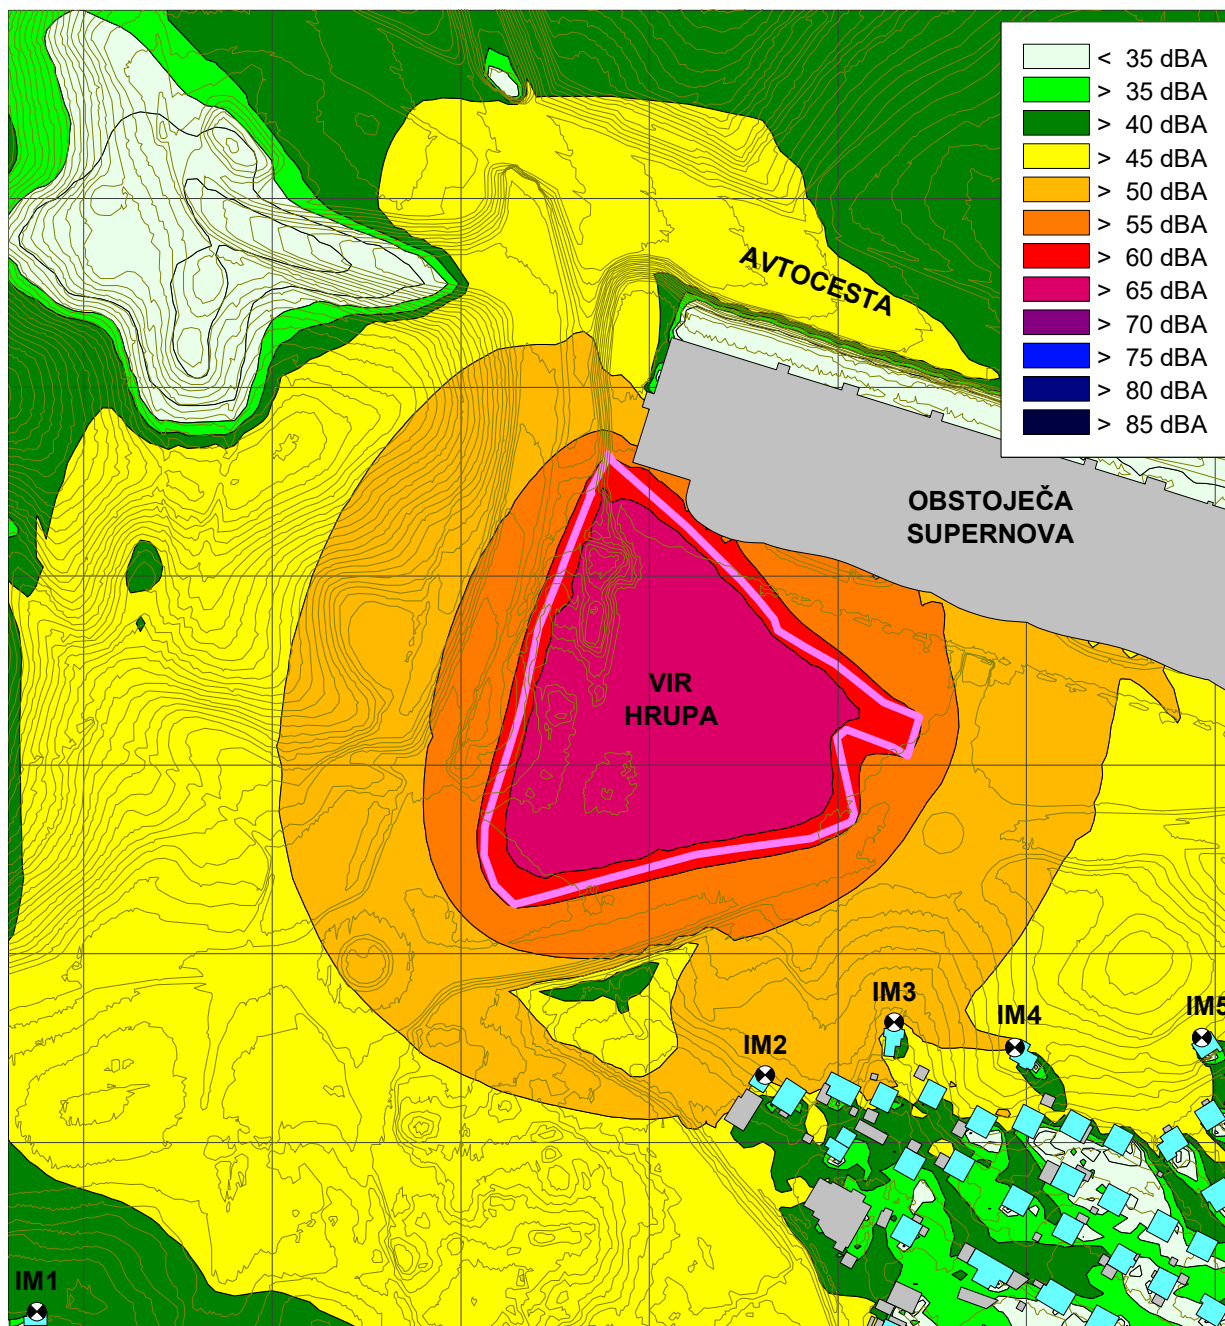 < 35 dBA
> 35 dBA
> 40 dBA
> 45 dBA
> 50 dBA
> 55 dBA
> 60 dBA
> 65 dBA
> 70 dBA
> 75 dBA
> 80 dBA
> 85 dBA
AVTOCESTA
OBSTOJEČA
SUPERNOVA
VIR
HRUPA
IM3
IM4
IM5
IM2
IM1